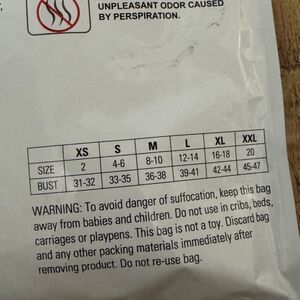 UNPLEASANT ODOR CAUSED
BY PERSPIRATION.
XS S M L XL XXL
SIZE 2 4-6 8-10 12-14 16-18 20
BUST 31-32 33-35 36-38 39-41 42-44 45-47
WARNING: To avoid danger of suffocation, keep this bag
away from babies and children. Do not use in cribs, beds,
carriages or playpens. This bag is not a toy. Discard bag
and any other packing materials immediately after
removing product. Do not re-use bag.